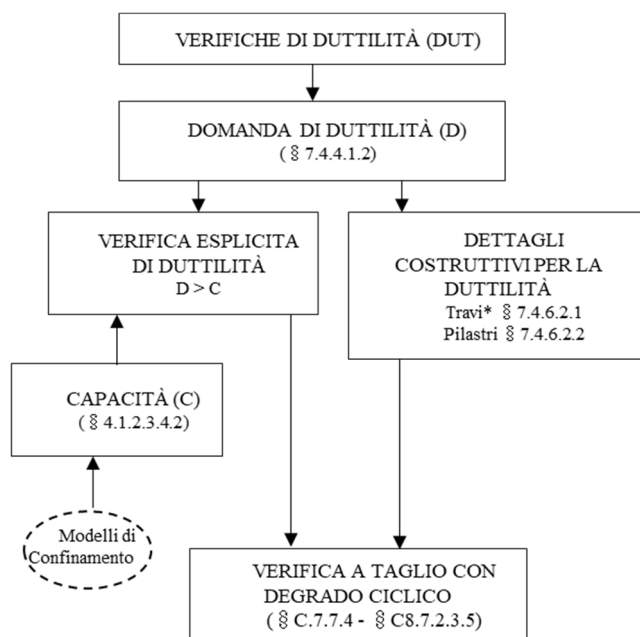 VERIFICHE DI DUTTILITÀ (DUT)
DOMANDA DI DUTTILITÀ (D)
( § 7.4.4.1.2)
VERIFICA ESPLICITA
DI DUTTILITÀ
D > C
DETTAGLI
COSTRUTTIVI PER LA
DUTTILITÀ
Travi* § 7.4.6.2.1
Pilastri § 7.4.6.2.2
CAPACITÀ (C)
( § 4.1.2.3.4.2)
Modelli di
Confinamento
VERIFICA A TAGLIO CON
DEGRADO CICLICO
( § C.7.7.4 - § C8.7.2.3.5)